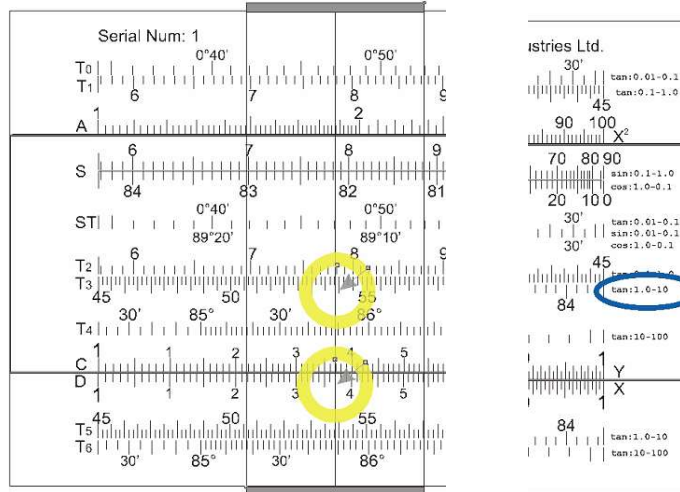 Serial Num: 1
0°40' 0°50'
T0
T1
6 7 8 9
1 2
A
6 7 8 9
S
84 83 82 81
0°40' 0°50'
ST
89°20' 89°10'
6 7 8 9
T2
T3
45 50 55
30' 85° 30' 86°
T4
1 1 2 3 4 5
C
D
1 1 2 3 4 5
45 50 55
T5
T6
30' 85° 30' 86°
ustries Ltd.
30'
tan:0.01-0.1
tan:0.1-1.0
45
90 100
X²
70 80 90
sin:0.1-1.0
cos:1.0-0.1
20 10 0
30'
tan:0.01-0.1
sin:0.01-0.1
cos:1.0-0.1
30'
45
tan:1.0-10
84
tan:10-100
1
Y
X
1
84
tan:1.0-10
tan:10-100